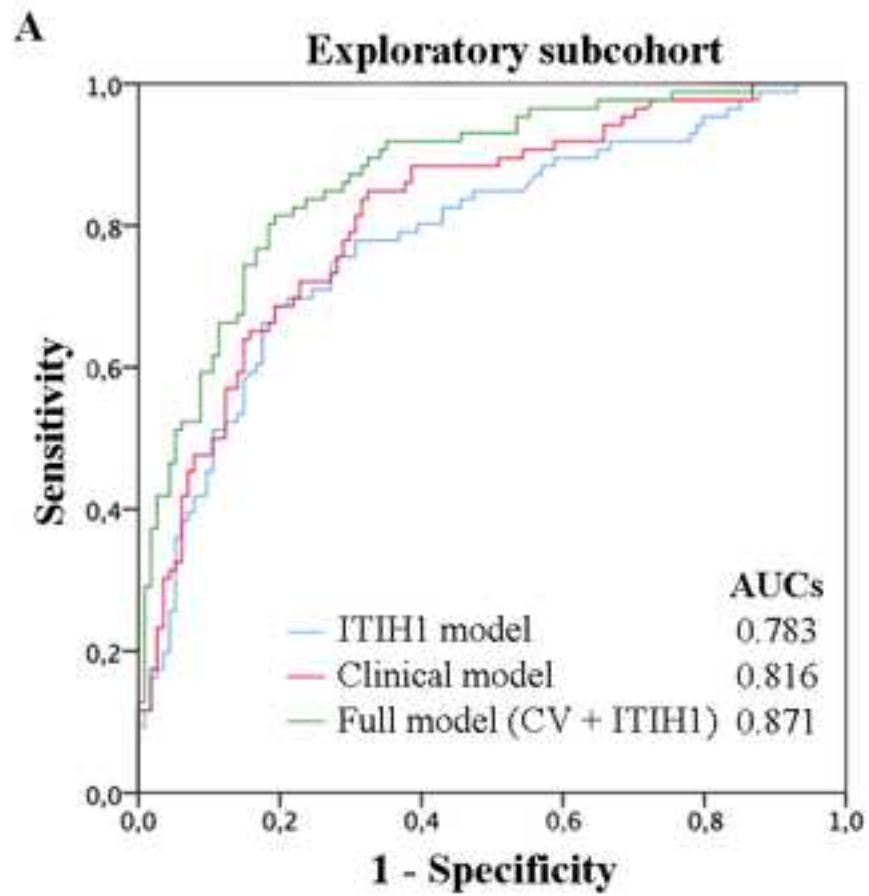 A
Exploratory subcohort
1,0
0,8
0,6
0,4
0,2
0,0
Sensitivity
AUCs
ITIH1 model 0.783
Clinical model 0.816
Full model (CV + ITIH1) 0.871
0,0 0,2 0,4 0,6 0,8 1,0
1 - Specificity